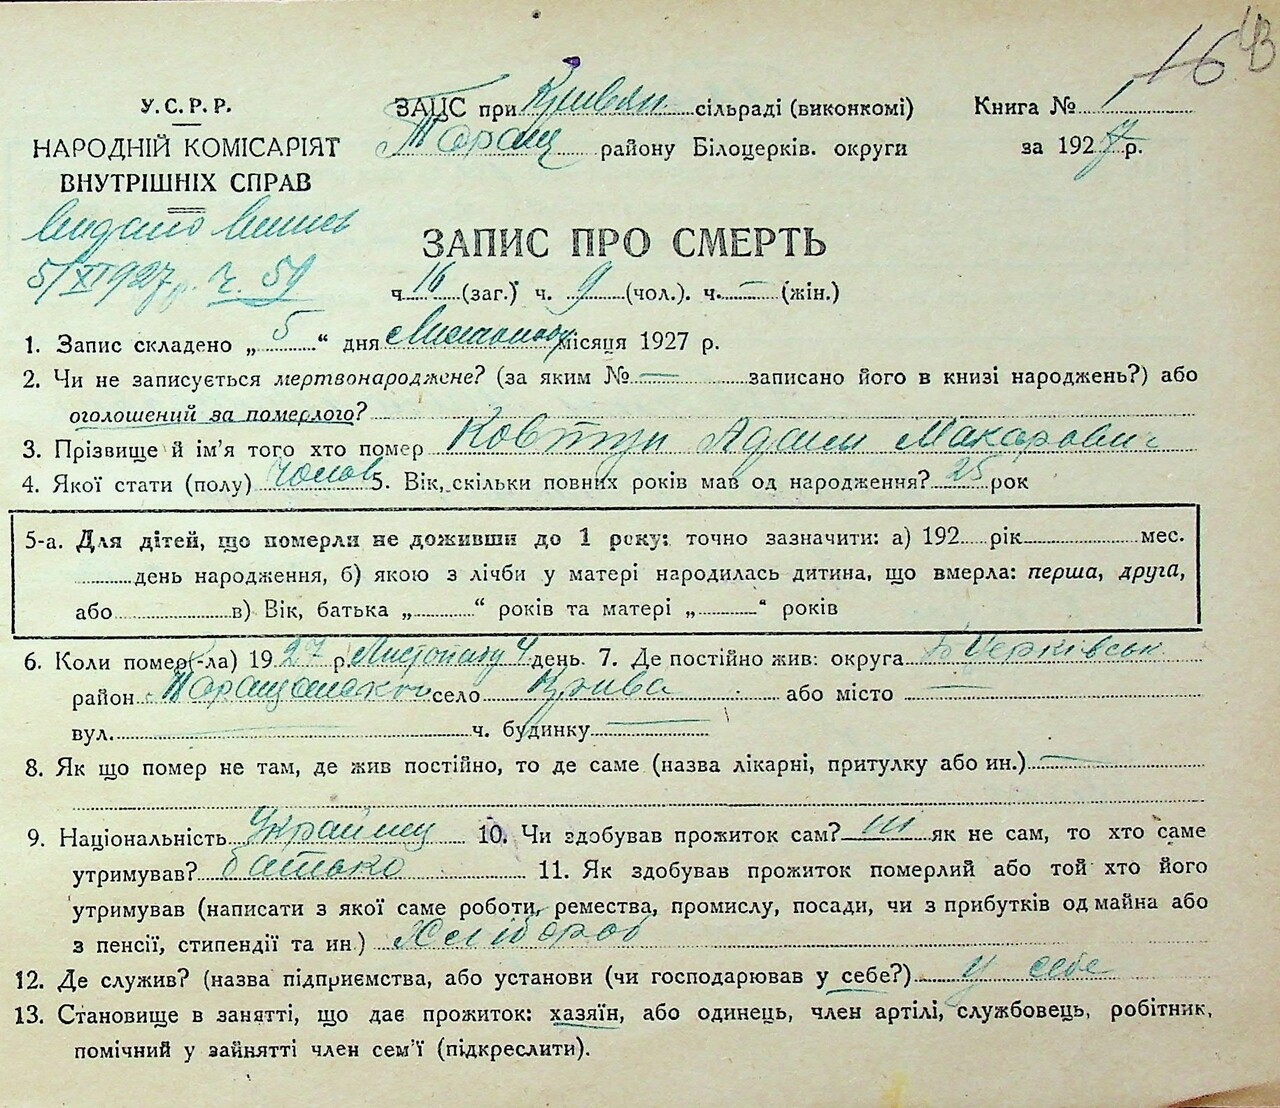 16 43
У.С.Р.Р.
НАРОДНІЙ КОМІСАРІЯТ
ВНУТРІШНІХ СПРАВ
Видано
5/XI 1927 р. ч. 59
ЗАЦС при Кривян сільраді (виконкомі)
Таращ району Білоцерків. округи
Книга № 1
за 1927 р.
ЗАПИС ПРО СМЕРТЬ
ч. 16 (заг.) ч. 9 (чол.). ч. — (жін.)
1. Запис складено „ 5 “ дня Листопаду місяця 1927 р.
2. Чи не записується мертвонароджене? (за яким № — записано його в книзі народжень?) або
оголошений за померлого?
3. Прізвище й ім'я того хто помер Ковтун Адам Макарович
4. Якої стати (полу) Чолов 5. Вік, скільки повних років мав од народження? 25 рок
5-а. Для дітей, що померли не доживши до 1 року: точно зазначити: а) 192 рік мес.
день народження, б) якою з лічби у матері народилась дитина, що вмерла: перша, друга,
або в) Вік, батька „ “ років та матері „ “ років
6. Коли помер(-ла) 1927 р. Листопаду 4 день. 7. Де постійно жив: округа Б Церківськ
район Таращанский село Крива або місто —
вул. — ч. будинку —
8. Як що помер не там, де жив постійно, то де саме (назва лікарні, притулку або ин.) —
9. Національність Украйнц 10. Чи здобував прожиток сам? ні як не сам, то хто саме
утримував? батько 11. Як здобував прожиток померлий або той хто його
утримував (написати з якої саме роботи, ремества, промислу, посади, чи з прибутків од майна або
з пенсії, стипендії та ин) Хлібороб
12. Де служив? (назва підприємства, або установи (чи господарював у себе?) у себе
13. Становище в занятті, що дає прожиток: хазяїн, або одинець, член артілі, службовець, робітник,
помічний у зайнятті член сем'ї (підкреслити).